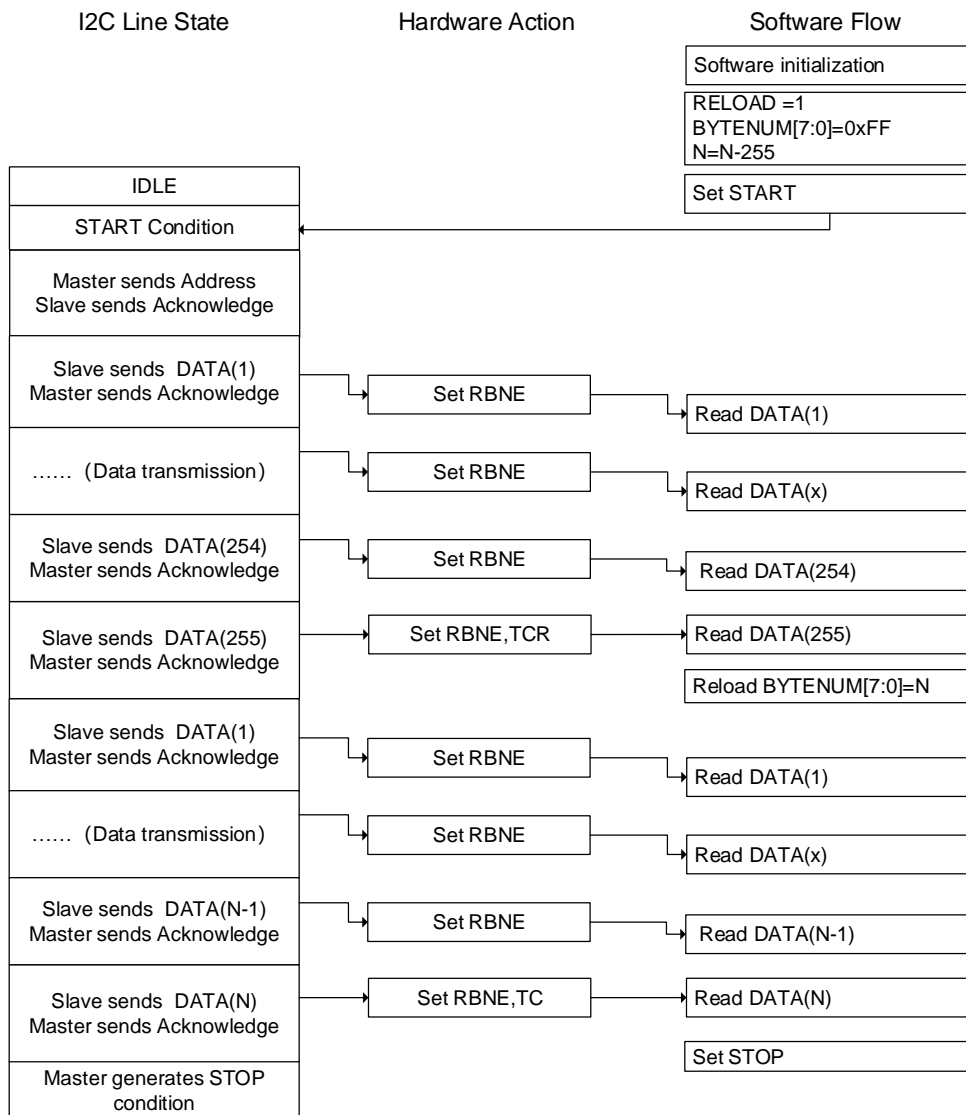 I2C Line State
Hardware Action
Software Flow
Software initialization
RELOAD =1
BYTENUM[7:0]=0xFF
N=N-255
IDLE
Set START
START Condition
Master sends Address
Slave sends Acknowledge
Slave sends DATA(1)
Master sends Acknowledge
Set RBNE
Read DATA(1)
…… (Data transmission)
Set RBNE
Read DATA(x)
Slave sends DATA(254)
Master sends Acknowledge
Set RBNE
Read DATA(254)
Slave sends DATA(255)
Master sends Acknowledge
Set RBNE,TCR
Read DATA(255)
Reload BYTENUM[7:0]=N
Slave sends DATA(1)
Master sends Acknowledge
Set RBNE
Read DATA(1)
…… (Data transmission)
Set RBNE
Read DATA(x)
Slave sends DATA(N-1)
Master sends Acknowledge
Set RBNE
Read DATA(N-1)
Slave sends DATA(N)
Master sends Acknowledge
Set RBNE,TC
Read DATA(N)
Set STOP
Master generates STOP
condition